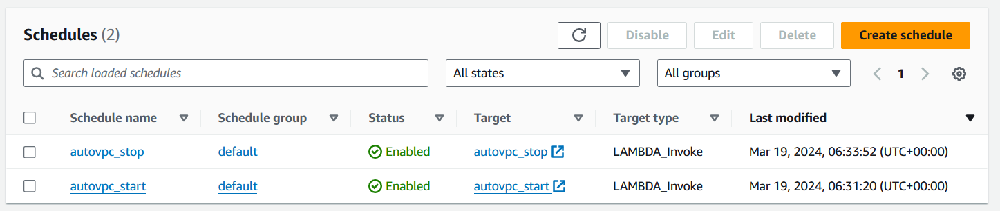 Schedules (2)
Disable Edit Delete Create schedule
Search loaded schedules All states All groups 1
Schedule name Schedule group Status Target Target type Last modified
autovpc_stop default Enabled autovpc_stop LAMBDA_Invoke Mar 19, 2024, 06:33:52 (UTC+00:00)
autovpc_start default Enabled autovpc_start LAMBDA_Invoke Mar 19, 2024, 06:31:20 (UTC+00:00)